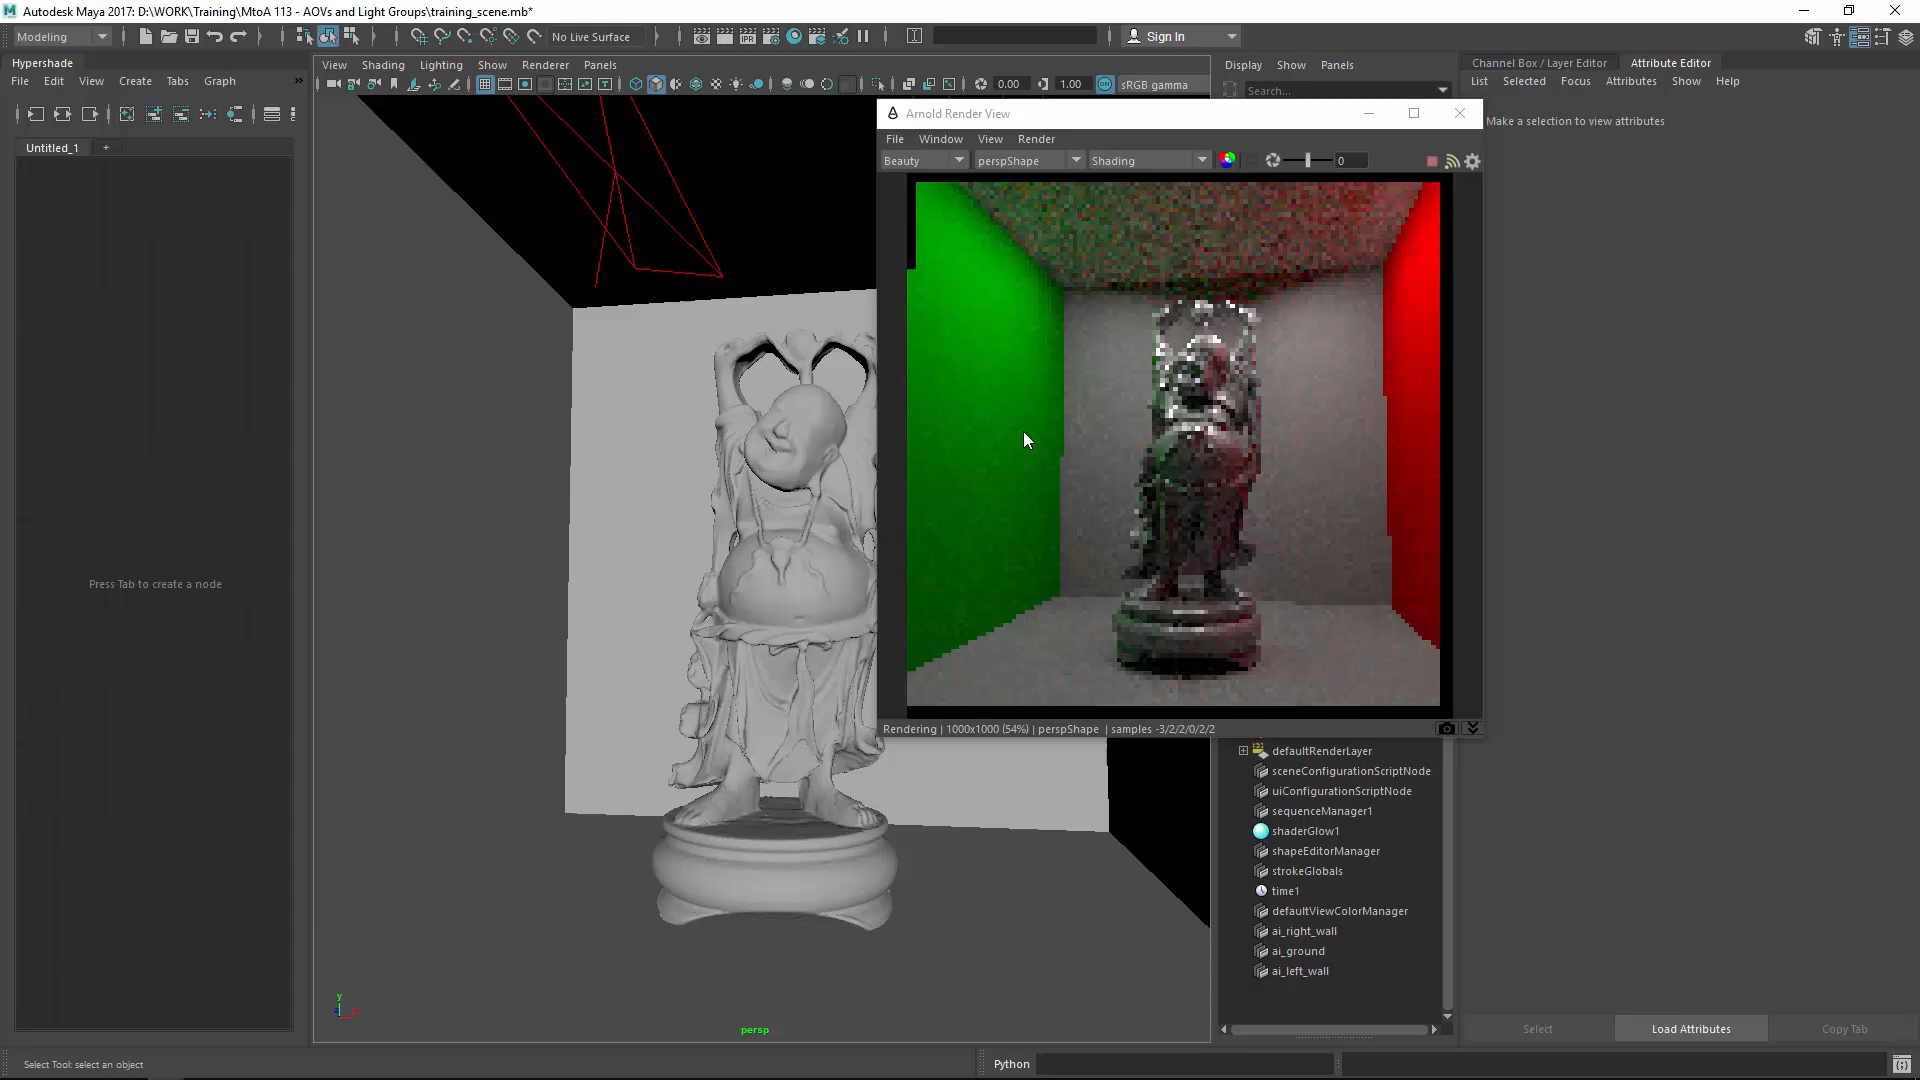 Autodesk Maya 2017: D:\WORK\Training\MtoA 113 - AOVs and Light Groups\training_scene.mb*
Modeling
No Live Surface
Sign In
Hypershade
File Edit View Create Tabs Graph
Untitled_1
Press Tab to create a node
View Shading Lighting Show Renderer Panels
0.00
1.00
sRGB gamma
persp
Display Show Panels
Search...
Arnold Render View
File Window View Render
Beauty
perspShape
Shading
0
Rendering | 1000x1000 (54%) | perspShape | samples -3/2/2/0/2/2
defaultRenderLayer
sceneConfigurationScriptNode
uiConfigurationScriptNode
sequenceManager1
shaderGlow1
shapeEditorManager
strokeGlobals
time1
defaultViewColorManager
ai_right_wall
ai_ground
ai_left_wall
Channel Box / Layer Editor
Attribute Editor
List Selected Focus Attributes Show Help
Make a selection to view attributes
Select
Load Attributes
Copy Tab
Select Tool: select an object
Python